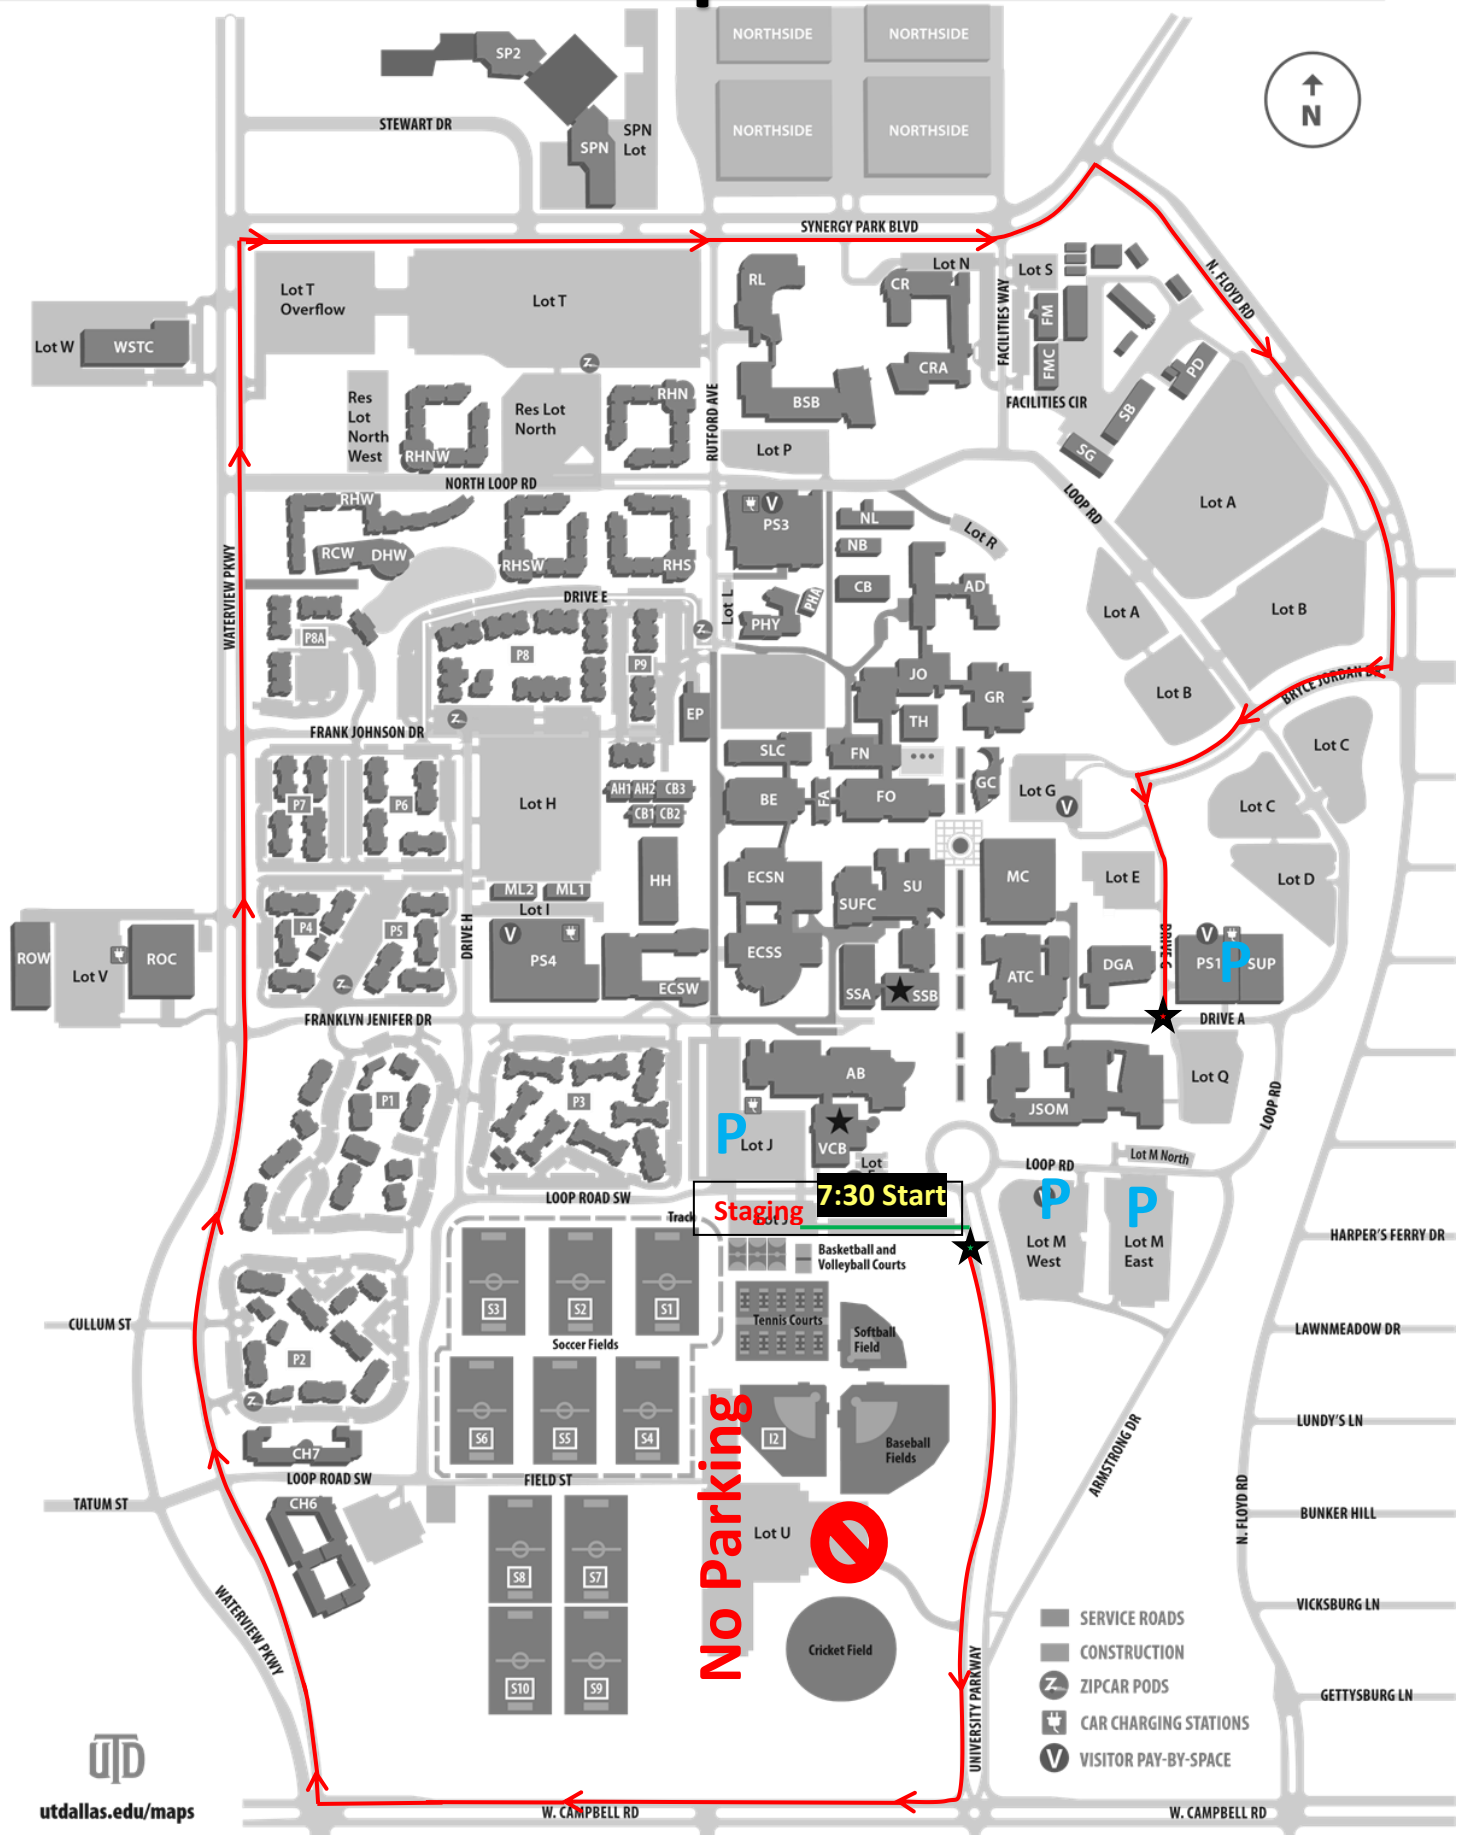 NORTHSIDE
NORTHSIDE
SP2
STEWART DR
SPN
Lot
SPN
NORTHSIDE
NORTHSIDE
N
SYNERGY PARK BLVD
Lot T
Overflow
Lot T
RL
CR
Lot N
Lot S
N. FLOYD RD
FACILITIES WAY
FM
Lot W
WSTC
FMC
CRA
PD
Z
Res
Lot
North
West
RHNW
Res Lot
North
RHN
RUTFORD AVE
BSB
FACILITIES CIR
SB
SG
Lot P
NORTH LOOP RD
LOOP RD
Lot A
RHW
V
PS3
NL
Lot R
RCW
DHW
RHSW
RHS
NB
WATERVIEW PKWY
DRIVE E
Lot L
PHA
PHY
CB
AD
Lot A
Lot B
P8A
P8
P9
Z
JO
GR
Lot B
BRYCE JORDAN DR
EP
TH
Z
FRANK JOHNSON DR
SLC
FN
Lot C
P7
P6
Lot H
AH1
AH2
CB3
CB1
CB2
BE
FA
FO
GC
Lot G
V
Lot C
HH
ECSN
SU
SUFC
MC
Lot E
Lot D
ML2
ML1
Lot I
P4
P5
DRIVE H
V
PS4
ECSW
ECSS
SSA
SSB
ATC
DGA
DRIVE C
V
PS1
P
SUP
ROW
Lot V
ROC
Z
FRANKLYN JENIFER DR
DRIVE A
AB
P1
P3
P
Lot J
VCB
Lot
JSOM
Lot Q
LOOP RD
LOOP RD
Lot M North
LOOP ROAD SW
Staging
7:30 Start
P
P
Track
Lot M
West
Lot M
East
HARPER'S FERRY DR
Basketball and
Volleyball Courts
S3
S2
S1
Soccer Fields
Tennis Courts
Softball
Field
CULLUM ST
LAWNMEADOW DR
P2
Z
S6
S5
S4
I2
Baseball
Fields
LUNDY'S LN
ARMSTRONG DR
CH7
LOOP ROAD SW
FIELD ST
No Parking
CH6
TATUM ST
Lot U
N. FLOYD RD
BUNKER HILL
S8
S7
WATERVIEW PKWY
Cricket Field
VICKSBURG LN
S10
S9
UNIVERSITY PARKWAY
SERVICE ROADS
CONSTRUCTION
Z
ZIPCAR PODS
CAR CHARGING STATIONS
V
VISITOR PAY-BY-SPACE
GETTYSBURG LN
UTD
utdallas.edu/maps
W. CAMPBELL RD
W. CAMPBELL RD